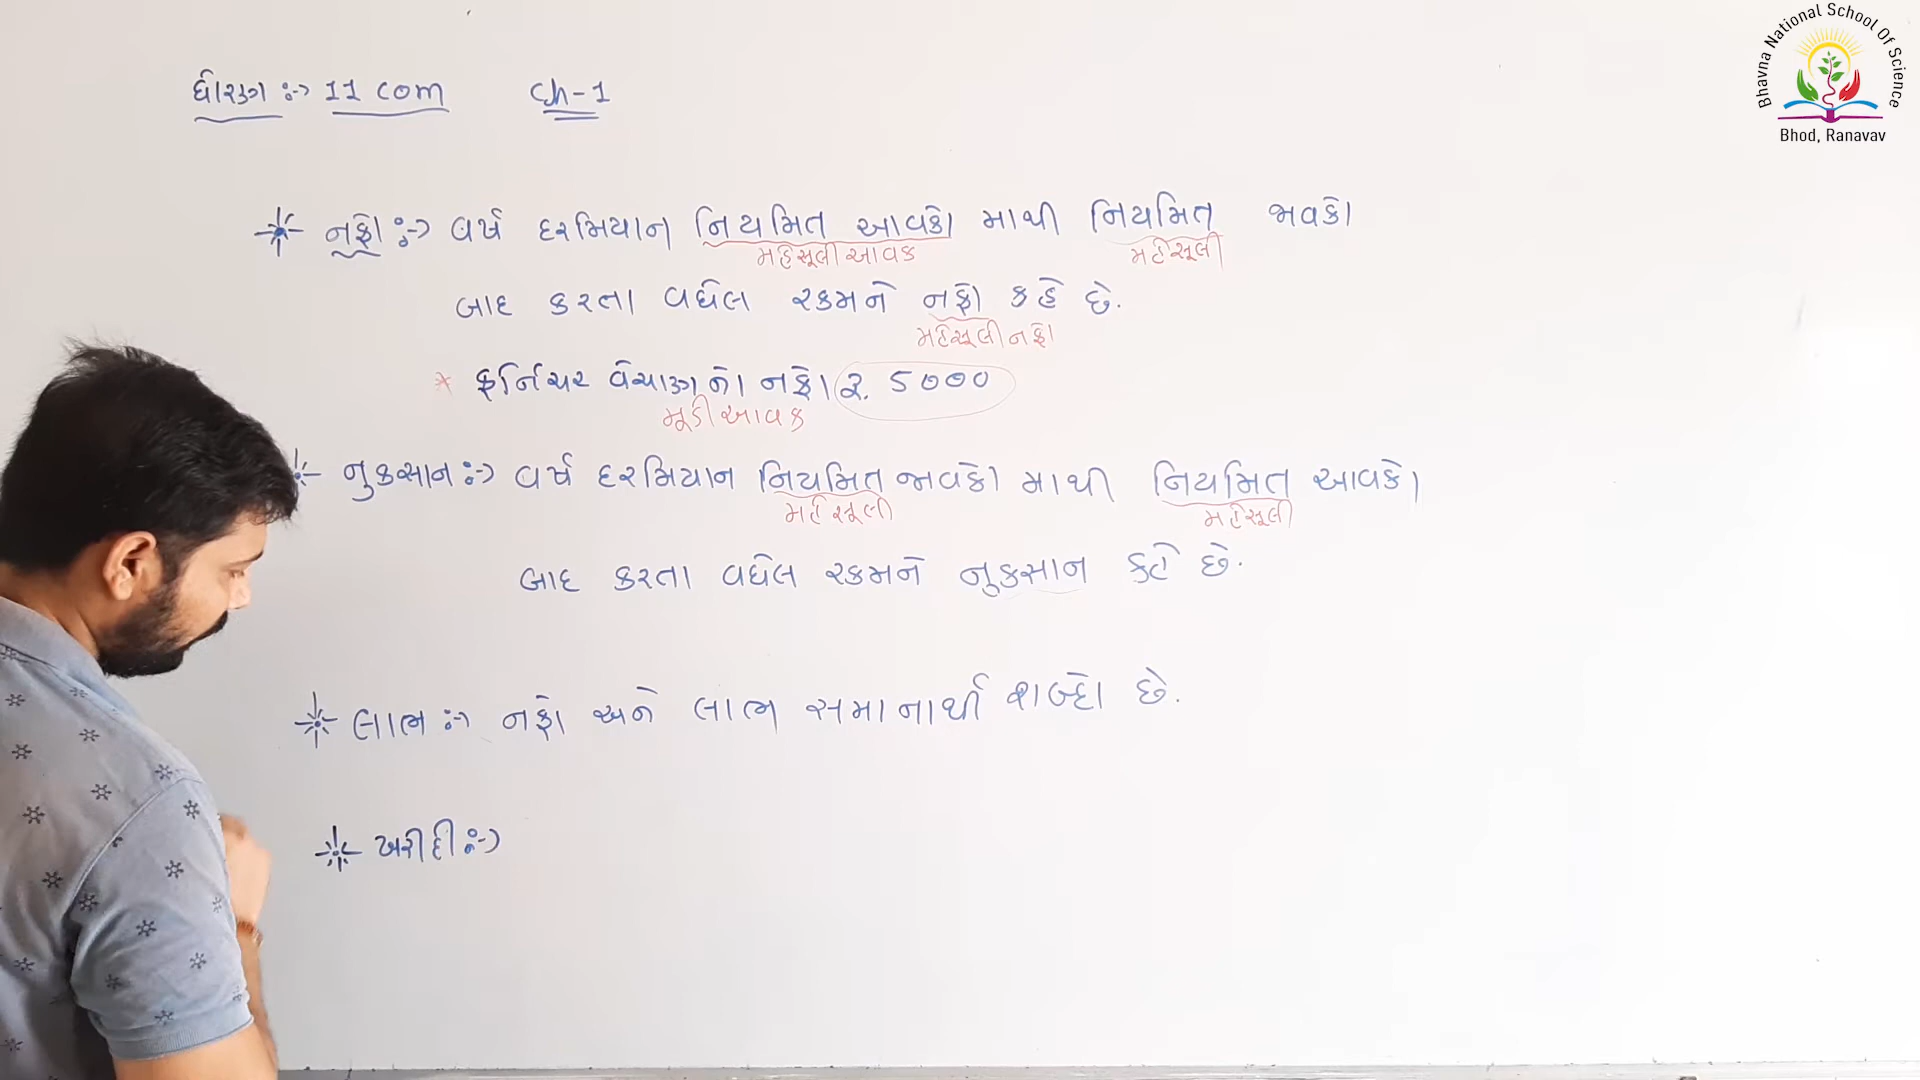 ધોરણ :-> 11 com   ch-1
Bhavna National School Of Science
Bhod, Ranavav
નફો :-> વર્ષ દરમિયાન નિયમિત આવકો માથી નિયમિત જાવકો
મહેસૂલી આવક   મહેસૂલી
બાદ કરતા વધેલ રકમને નફો કહે છે.
મહેસૂલી નફો
* ફર્નિચર વેચાણ નો નફો રૂ. 5000
મૂડી આવક
નુકસાન :-> વર્ષ દરમિયાન નિયમિત જાવકો માથી નિયમિત આવકો
મહેસૂલી   મહેસૂલી
બાદ કરતા વધેલ રકમને નુકસાન કહે છે.
લાભ :-> નફો અને લાભ સમાનાર્થી શબ્દો છે.
ખરીદી :->